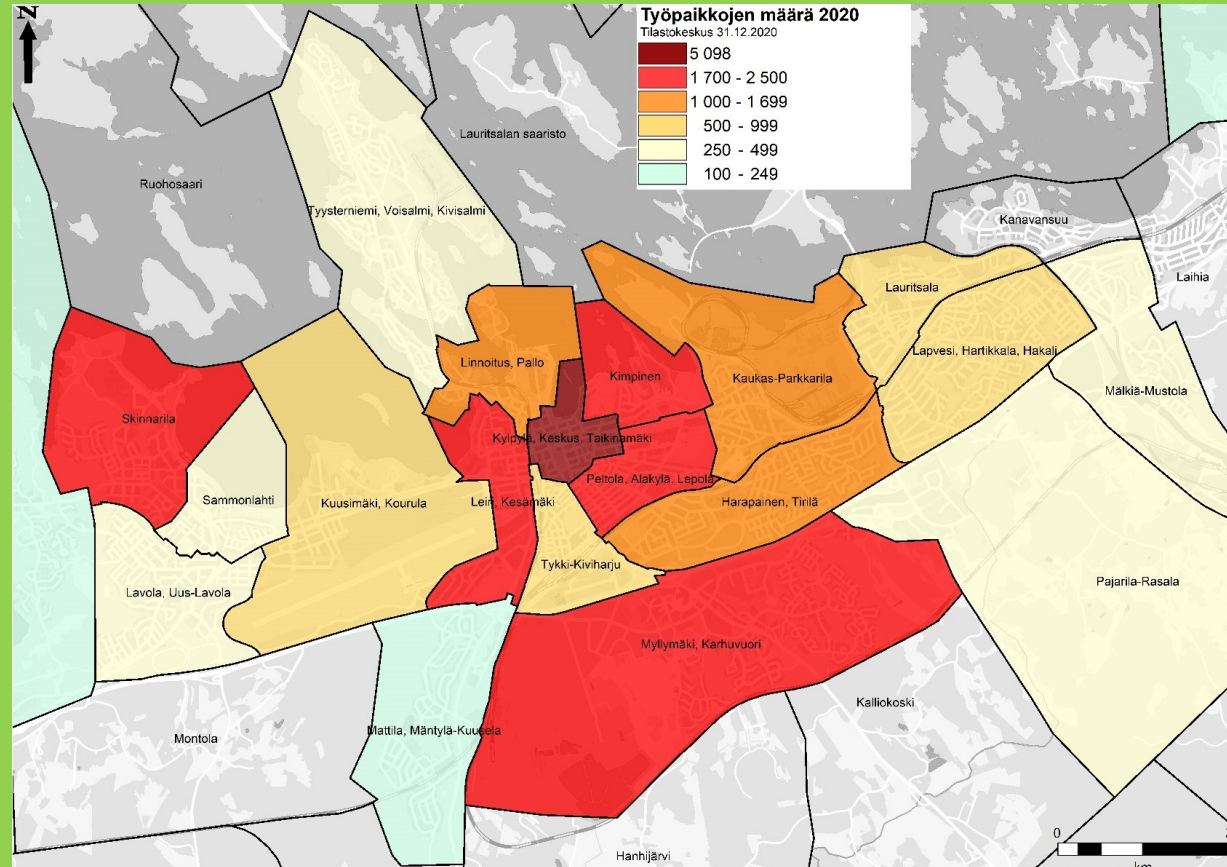 N
Työpaikkojen määrä 2020
Tilastokeskus 31.12.2020
5 098
1 700 - 2 500
1 000 - 1 699
500 - 999
250 - 499
100 - 249
Lauritsalan saaristo
Ruohosaari
Tyysterniemi, Voisalmi, Kivisalmi
Kanavansuu
Laihia
Lauritsala
Linnoitus, Pallo
Lapvesi, Hartikkala, Hakali
Kimpinen
Kaukas-Parkkarila
Mälkiä-Mustola
Skinnarila
Kylpylä, Keskus, Taikinamäki
Peltola, Alakylä, Lepola
Sammonlahti
Kuusimäki, Kourula
Leiri, Kesämäki
Harapainen, Tirilä
Tykki-Kiviharju
Pajarila-Rasala
Lavola, Uus-Lavola
Myllymäki, Karhuvuori
Kalliokoski
Mattila, Mäntylä-Kuusela
Montola
Hanhijärvi
0
km